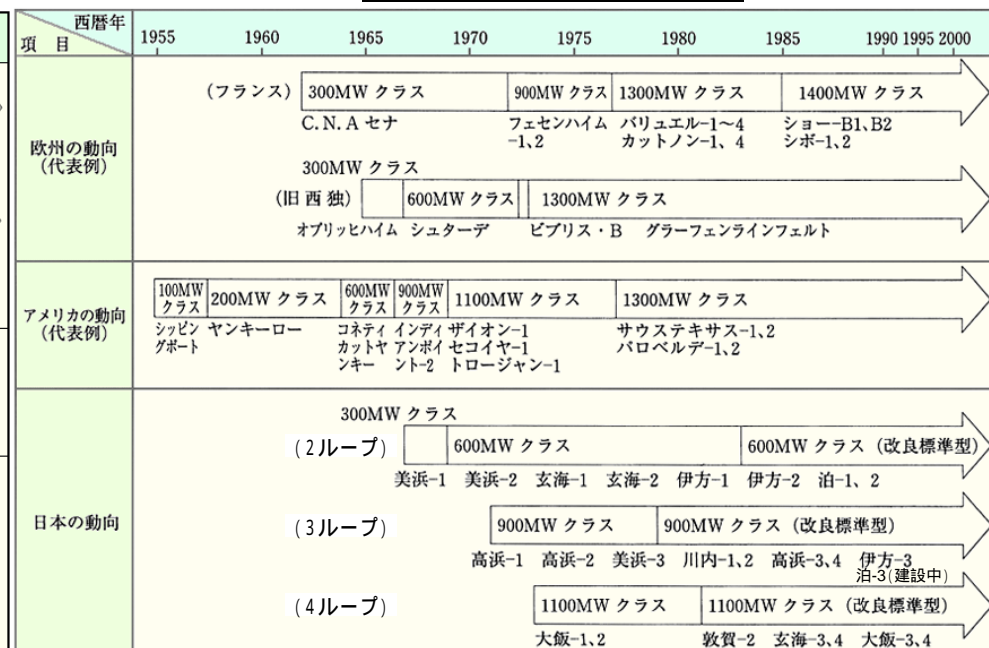 西暦年
項 目
1955 1960 1965 1970 1975 1980 1985 1990 1995 2000
欧州の動向
(代表例)
(フランス) 300MW クラス 900MW クラス 1300MW クラス 1400MW クラス
C.N.A セナ フェセンハイム バリュエル-1〜4 ショー-B1、B2
-1、2 カットノン-1、4 シボ-1、2
300MW クラス
(旧 西 独) 600MW クラス 1300MW クラス
オブリッヒハイム シュターデ ビブリス・B グラーフェンラインフェルト
アメリカの動向
(代表例)
100MW クラス 200MW クラス 600MW クラス 900MW クラス 1100MW クラス 1300MW クラス
シッピン ヤンキーロー コネティ インディ ザイオン-1 サウステキサス-1、2
グポート カットヤ アンポイ セコイヤ-1 バロベルデ-1、2
ンキー ント-2 トロージャン-1
日本の動向
300MW クラス
(2ループ) 600MW クラス 600MW クラス (改良標準型)
美浜-1 美浜-2 玄海-1 玄海-2 伊方-1 伊方-2 泊-1、2
(3ループ) 900MW クラス 900MW クラス (改良標準型)
高浜-1 高浜-2 美浜-3 川内-1,2 高浜-3,4 伊方-3
泊-3(建設中)
(4ループ) 1100MW クラス 1100MW クラス (改良標準型)
大飯-1,2 敦賀-2 玄海-3,4 大飯-3,4